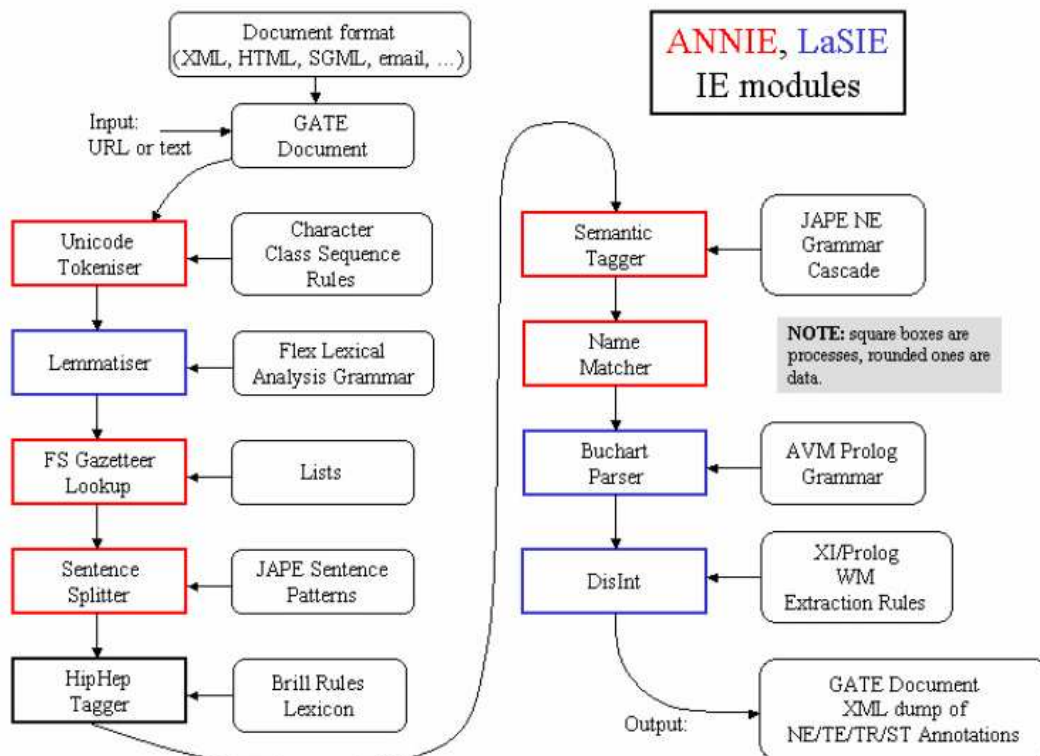 Document format
(XML, HTML, SGML, email, ...)
ANNIE, LaSIE
IE modules
Input:
URL or text
GATE
Document
Unicode
Tokeniser
Character
Class Sequence
Rules
Lemmatiser
Flex Lexical
Analysis Grammar
FS Gazetteer
Lookup
Lists
Sentence
Splitter
JAPE Sentence
Patterns
HipHep
Tagger
Brill Rules
Lexicon
Semantic
Tagger
JAPE NE
Grammar
Cascade
NOTE: square boxes are
processes, rounded ones are
data.
Name
Matcher
Buchart
Parser
AVM Prolog
Grammar
DisInt
XI/Prolog
WM
Extraction Rules
Output:
GATE Document
XML dump of
NE/TE/TR/ST Annotations